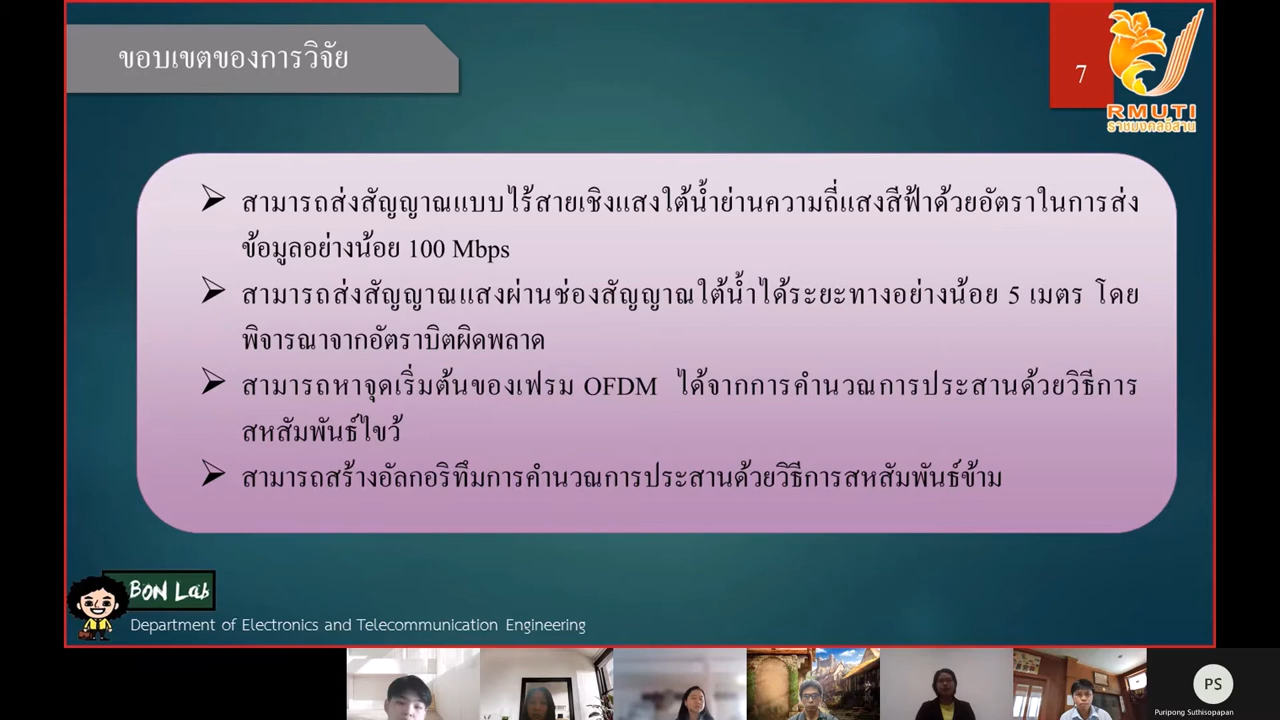 ขอบเขตของการวิจัย
7
RMUTI
ราชมงคลอีสาน
สามารถส่งสัญญาณแบบไร้สายเชิงแสงใต้น้ำย่านความถี่แสงสีฟ้าด้วยอัตราในการส่ง
ข้อมูลอย่างน้อย 100 Mbps
สามารถส่งสัญญาณแสงผ่านช่องสัญญาณใต้น้ำได้ระยะทางอย่างน้อย 5 เมตร โดย
พิจารณาจากอัตราบิตผิดพลาด
สามารถหาจุดเริ่มต้นของเฟรม OFDM ได้จากการคำนวณการประสานด้วยวิธีการ
สหสัมพันธ์ไขว้
สามารถสร้างอัลกอริทึมการคำนวณการประสานด้วยวิธีการสหสัมพันธ์ข้าม
BON Lab
Department of Electronics and Telecommunication Engineering
PS
Puripong Suthisopapan